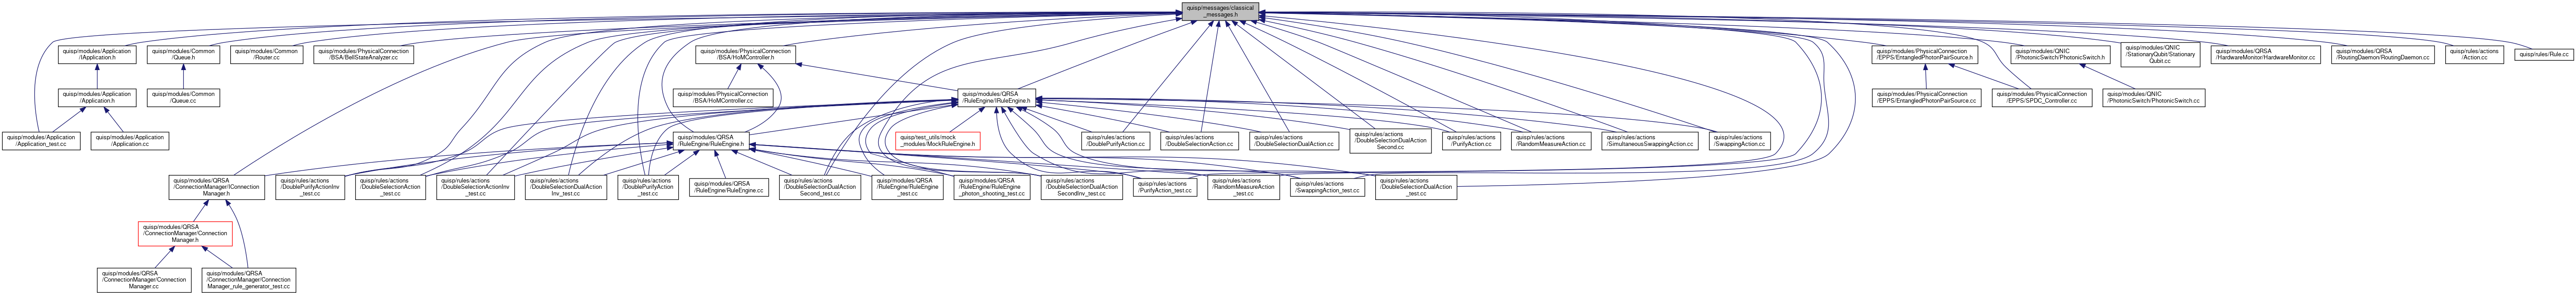 quisp/messages/classical
_messages.h
quisp/modules/Application
/IApplication.h
quisp/modules/Common
/Queue.h
quisp/modules/Common
/Router.cc
quisp/modules/PhysicalConnection
/BSA/BellStateAnalyzer.cc
quisp/modules/PhysicalConnection
/BSA/HoMController.h
quisp/modules/PhysicalConnection
/EPPS/EntangledPhotonPairSource.h
quisp/modules/QNIC
/PhotonicSwitch/PhotonicSwitch.h
quisp/modules/QNIC
/StationaryQubit/Stationary
Qubit.cc
quisp/modules/QRSA
/HardwareMonitor/HardwareMonitor.cc
quisp/modules/QRSA
/RoutingDaemon/RoutingDaemon.cc
quisp/rules/actions
/Action.cc
quisp/rules/Rule.cc
quisp/modules/Application
/Application.h
quisp/modules/Common
/Queue.cc
quisp/modules/PhysicalConnection
/BSA/HoMController.cc
quisp/modules/QRSA
/RuleEngine/IRuleEngine.h
quisp/modules/PhysicalConnection
/EPPS/EntangledPhotonPairSource.cc
quisp/modules/PhysicalConnection
/EPPS/SPDC_Controller.cc
quisp/modules/QNIC
/PhotonicSwitch/PhotonicSwitch.cc
quisp/modules/Application
/Application_test.cc
quisp/modules/Application
/Application.cc
quisp/modules/QRSA
/RuleEngine/RuleEngine.h
quisp/test_utils/mock
_modules/MockRuleEngine.h
quisp/rules/actions
/DoublePurifyAction.cc
quisp/rules/actions
/DoubleSelectionAction.cc
quisp/rules/actions
/DoubleSelectionDualAction.cc
quisp/rules/actions
/DoubleSelectionDualAction
Second.cc
quisp/rules/actions
/PurifyAction.cc
quisp/rules/actions
/RandomMeasureAction.cc
quisp/rules/actions
/SimultaneousSwappingAction.cc
quisp/rules/actions
/SwappingAction.cc
quisp/modules/QRSA
/ConnectionManager/IConnection
Manager.h
quisp/rules/actions
/DoublePurifyActionInv
_test.cc
quisp/rules/actions
/DoubleSelectionAction
_test.cc
quisp/rules/actions
/DoubleSelectionActionInv
_test.cc
quisp/rules/actions
/DoubleSelectionDualAction
Inv_test.cc
quisp/rules/actions
/DoublePurifyAction
_test.cc
quisp/modules/QRSA
/RuleEngine/RuleEngine.cc
quisp/rules/actions
/DoubleSelectionDualAction
Second_test.cc
quisp/modules/QRSA
/RuleEngine/RuleEngine
_test.cc
quisp/modules/QRSA
/RuleEngine/RuleEngine
_photon_shooting_test.cc
quisp/rules/actions
/DoubleSelectionDualAction
SecondInv_test.cc
quisp/rules/actions
/PurifyAction_test.cc
quisp/rules/actions
/RandomMeasureAction
_test.cc
quisp/rules/actions
/SwappingAction_test.cc
quisp/rules/actions
/DoubleSelectionDualAction
_test.cc
quisp/modules/QRSA
/ConnectionManager/Connection
Manager.h
quisp/modules/QRSA
/ConnectionManager/Connection
Manager.cc
quisp/modules/QRSA
/ConnectionManager/Connection
Manager_rule_generator_test.cc